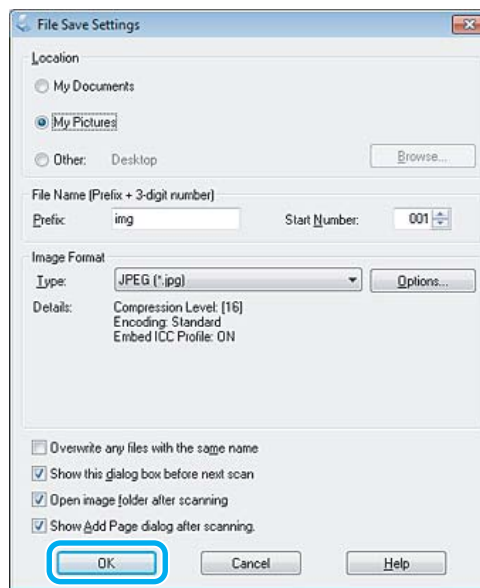 File Save Settings
Location
My Documents
My Pictures
Other: Desktop Browse...
File Name (Prefix + 3-digit number)
Prefix: img Start Number: 001
Image Format
Type: JPEG (*.jpg) Options...
Details: Compression Level: [16]
Encoding: Standard
Embed ICC Profile: ON
Overwrite any files with the same name
Show this dialog box before next scan
Open image folder after scanning
Show Add Page dialog after scanning.
OK Cancel Help